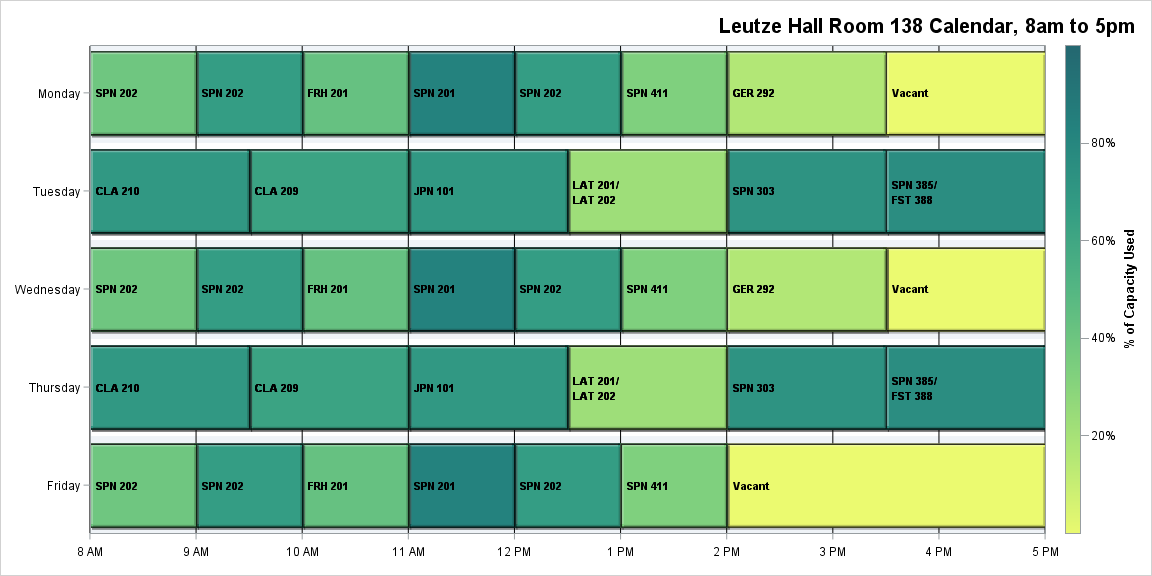 Leutze Hall Room 138 Calendar, 8am to 5pm
Monday
SPN 202
SPN 202
FRH 201
SPN 201
SPN 202
SPN 411
GER 292
Vacant
Tuesday
CLA 210
CLA 209
JPN 101
LAT 201/
LAT 202
SPN 303
SPN 385/
FST 388
Wednesday
SPN 202
SPN 202
FRH 201
SPN 201
SPN 202
SPN 411
GER 292
Vacant
Thursday
CLA 210
CLA 209
JPN 101
LAT 201/
LAT 202
SPN 303
SPN 385/
FST 388
Friday
SPN 202
SPN 202
FRH 201
SPN 201
SPN 202
SPN 411
Vacant
8 AM
9 AM
10 AM
11 AM
12 PM
1 PM
2 PM
3 PM
4 PM
5 PM
80%
60%
40%
20%
% of Capacity Used